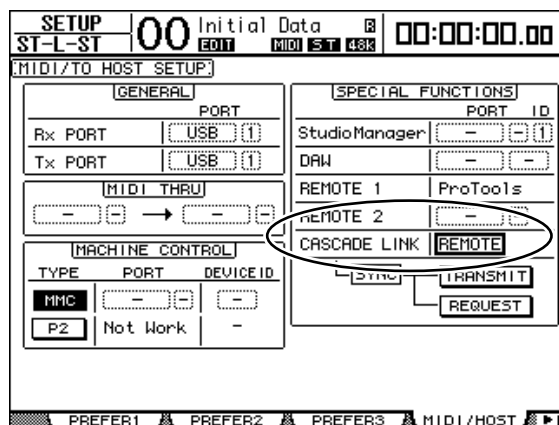 SETUP
ST-L-ST
00 Initial Data
EDIT MIDI ST 48K
00:00:00.00
MIDI/TO HOST SETUP
GENERAL
PORT
Rx PORT USB 1
Tx PORT USB 1
MIDI THRU
- - → - -
MACHINE CONTROL
TYPE PORT DEVICE ID
MMC - - -
P2 Not Work -
SPECIAL FUNCTIONS
PORT ID
StudioManager - - 1
DAW - -
REMOTE 1 ProTools
REMOTE 2 -
CASCADE LINK REMOTE
SYNC TRANSMIT
REQUEST
PREFER1 PREFER2 PREFER3 MIDI/HOST